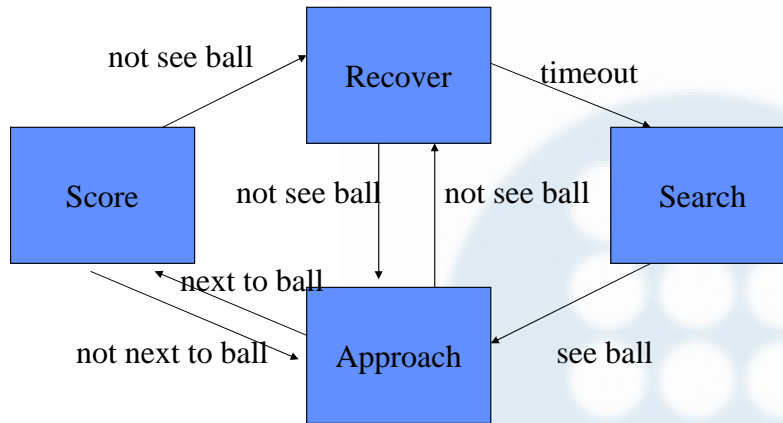 not see ball
Recover
timeout
Score
not see ball
not see ball
Search
next to ball
not next to ball
Approach
see ball